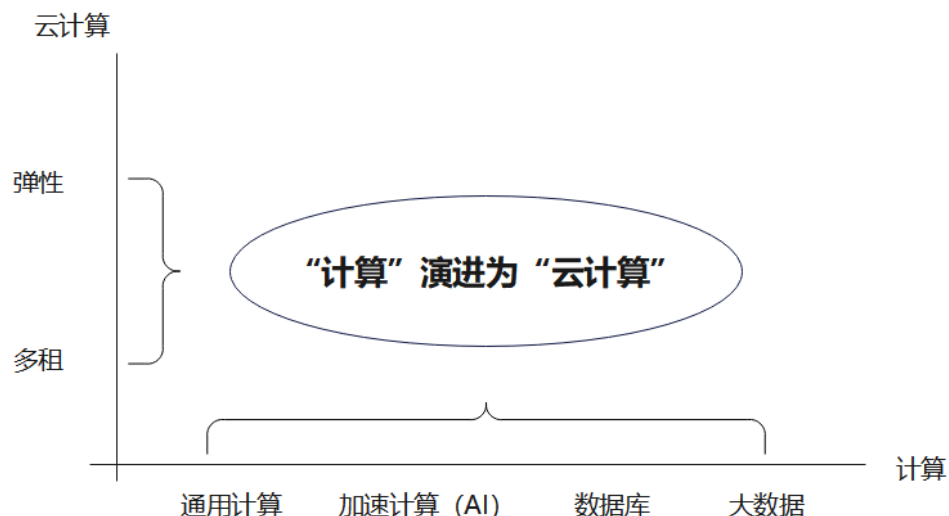 云计算
弹性
“计算”演进为“云计算”
多租
计算
通用计算 加速计算（AI） 数据库 大数据